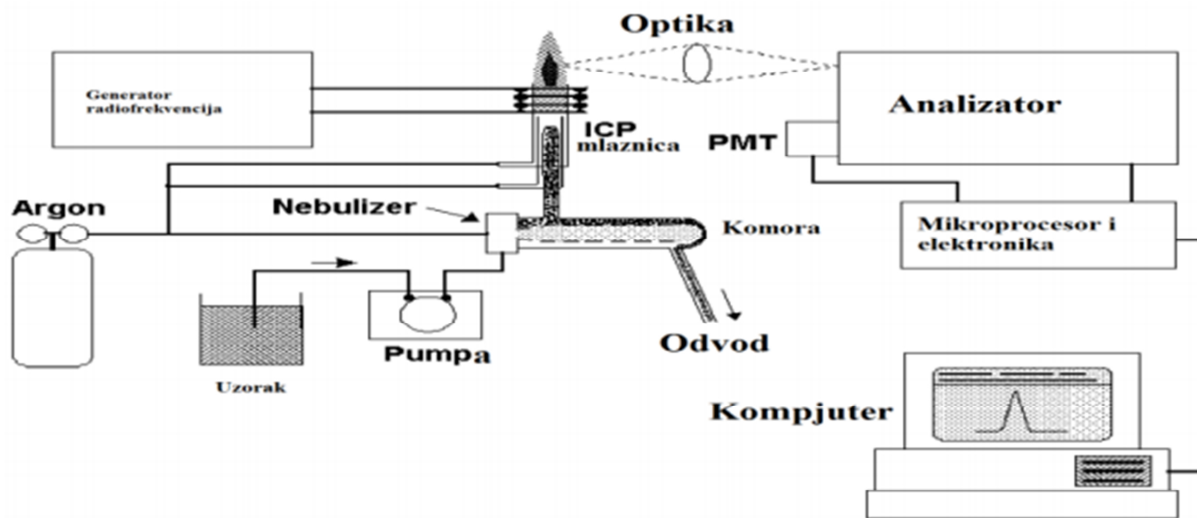 Optika
Generator
radiofrekvencija
Analizator
ICP
mlaznica
PMT
Argon
Nebulizer
Komora
Mikroprocesor i
elektronika
Odvod
Pumpa
Uzorak
Kompjuter